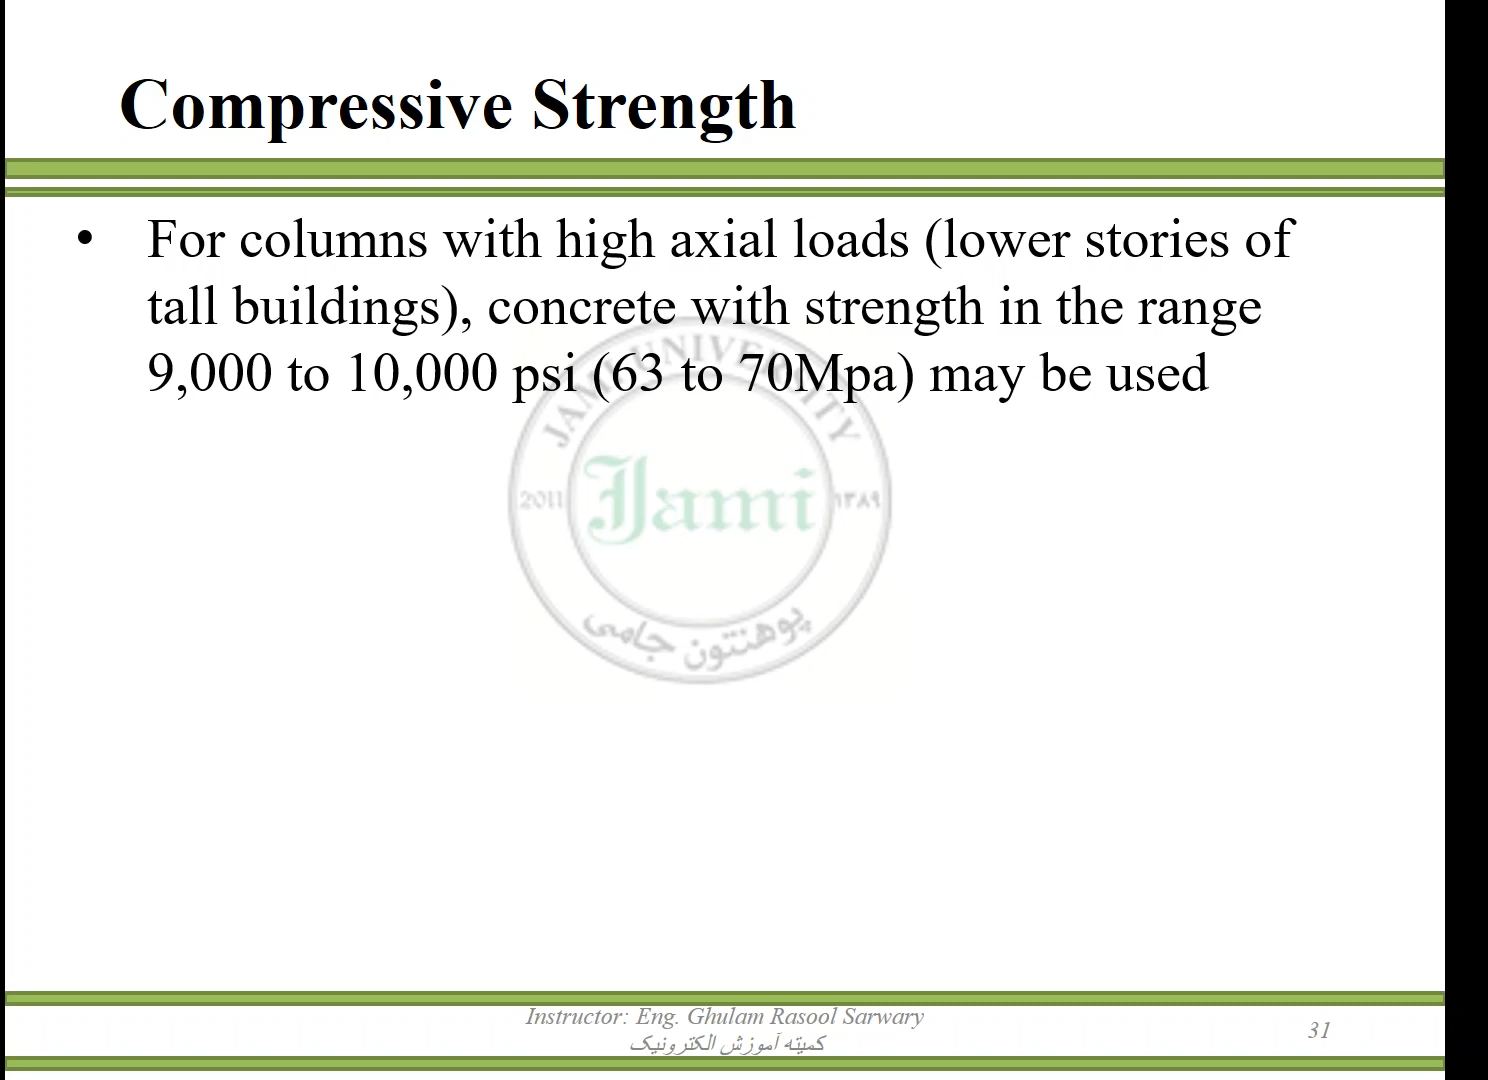 Compressive Strength
• For columns with high axial loads (lower stories of
tall buildings), concrete with strength in the range
9,000 to 10,000 psi (63 to 70Mpa) may be used
JAMI UNIVERSITY
2011
Jami
۱۳۸۹
پوهنتون جامی
Instructor: Eng. Ghulam Rasool Sarwary
کمیته آموزش الکترونیک
31